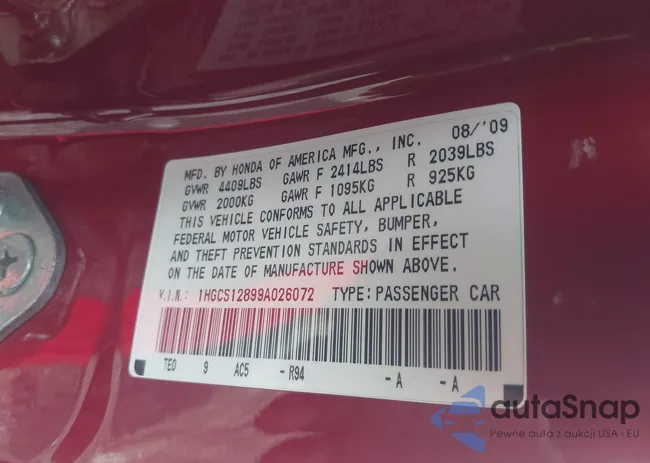 MFD. BY HONDA OF AMERICA MFG., INC. 08/'09
GVWR 4409LBS GAWR F 2414LBS R 2039LBS
GVWR 2000KG GAWR F 1095KG R 925KG
THIS VEHICLE CONFORMS TO ALL APPLICABLE
FEDERAL MOTOR VEHICLE SAFETY, BUMPER,
AND THEFT PREVENTION STANDARDS IN EFFECT
ON THE DATE OF MANUFACTURE SHOWN ABOVE.
V.I.N.: 1HGCS12899A026072 TYPE: PASSENGER CAR
TEO 9 AC5 - R94 - A - A
autaSnap
Pewne auta z aukcji USA i EU